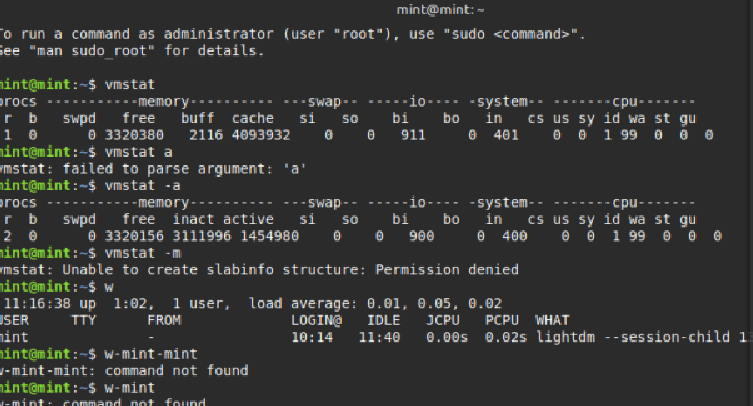 mint@mint: ~
To run a command as administrator (user "root"), use "sudo <command>".
See "man sudo_root" for details.
mint@mint:~$ vmstat
procs -----------memory---------- ---swap-- -----io---- -system-- -------cpu-------
r b swpd free buff cache si so bi bo in cs us sy id wa st gu
1 0 0 3320380 2116 4093932 0 0 911 0 401 0 0 1 99 0 0 0
mint@mint:~$ vmstat a
vmstat: failed to parse argument: 'a'
mint@mint:~$ vmstat -a
procs -----------memory---------- ---swap-- -----io---- -system-- -------cpu-------
r b swpd free inact active si so bi bo in cs us sy id wa st gu
2 0 0 3320156 3111996 1454980 0 0 900 0 400 0 0 1 99 0 0 0
mint@mint:~$ vmstat -m
vmstat: Unable to create slabinfo structure: Permission denied
mint@mint:~$ w
11:16:38 up 1:02, 1 user, load average: 0.01, 0.05, 0.02
USER TTY FROM LOGIN@ IDLE JCPU PCPU WHAT
mint - 10:14 11:40 0.00s 0.02s lightdm --session-child
mint@mint:~$ w-mint-mint
w-mint-mint: command not found
mint@mint:~$ w-mint
w-mint: command not found